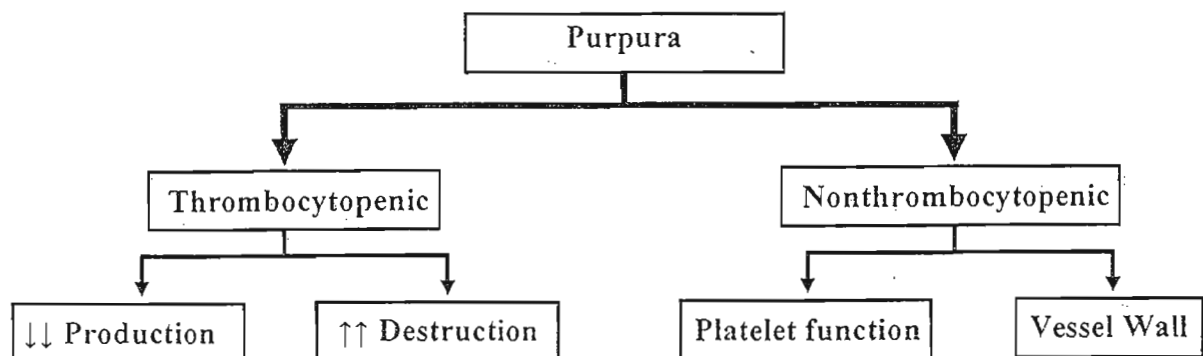 Purpura
Thrombocytopenic
Nonthrombocytopenic
↓↓ Production
↑↑ Destruction
Platelet function
Vessel Wall